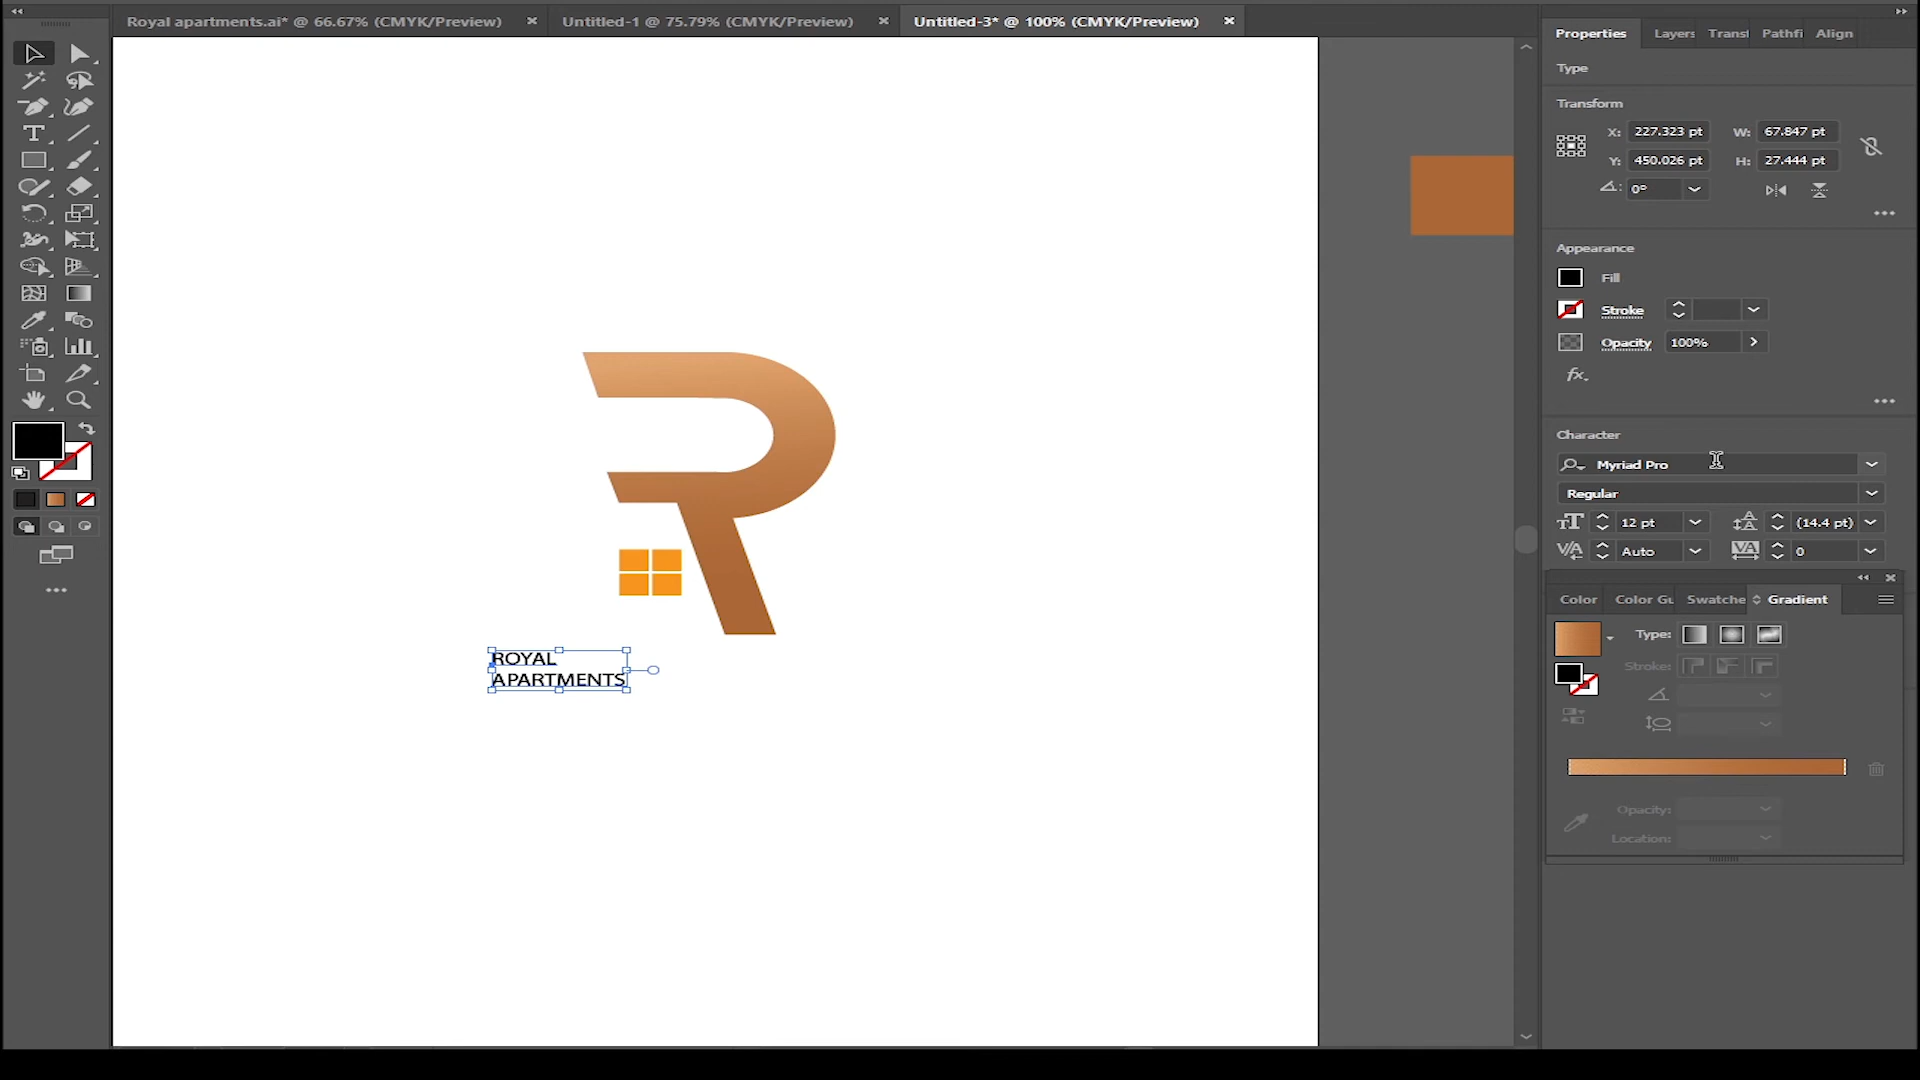 Royal apartments.ai* @ 66.67% (CMYK/Preview)
Untitled-1 @ 75.79% (CMYK/Preview)
Untitled-3* @ 100% (CMYK/Preview)
Properties
Layers
Transf
Pathfi
Align
Type
Transform
X: 227.323 pt
W: 67.847 pt
Y: 450.026 pt
H: 27.444 pt
0°
Appearance
Fill
Stroke
Opacity
100%
fx
Character
Myriad Pro
Regular
12 pt
(14.4 pt)
Auto
0
Color
Color Gu
Swatche
Gradient
Type:
Stroke:
Opacity:
Location:
R
ROYAL
APARTMENTS